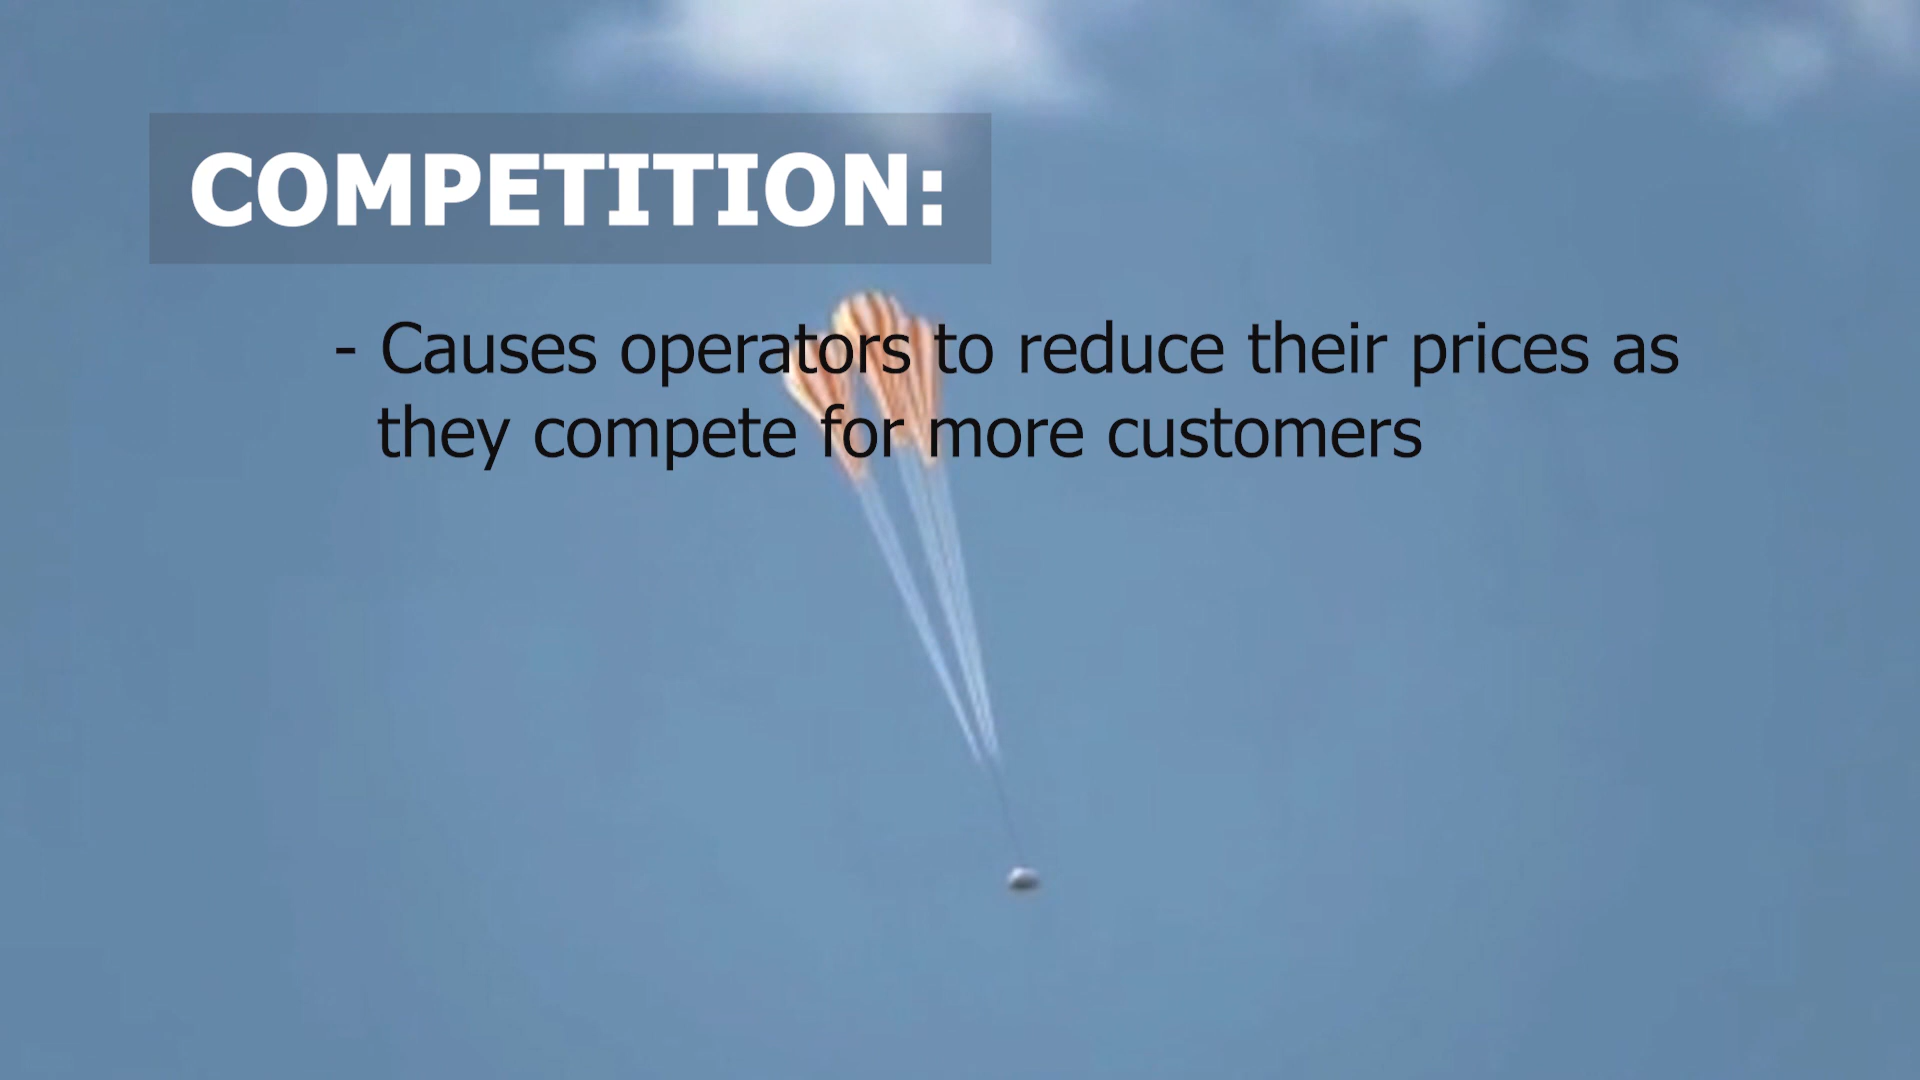 COMPETITION:
- Causes operators to reduce their prices as
they compete for more customers